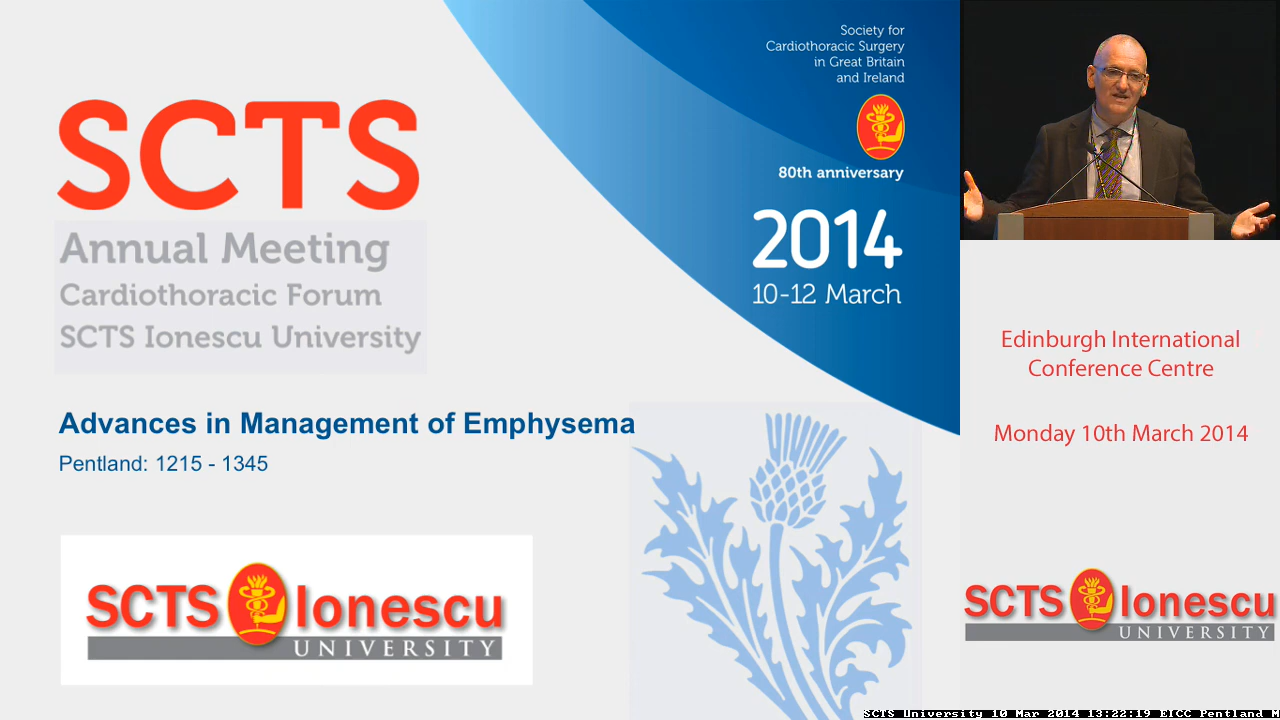 Society for
Cardiothoracic Surgery
in Great Britain
and Ireland
80th anniversary
2014
10-12 March
SCTS
Annual Meeting
Cardiothoracic Forum
SCTS Ionescu University
Advances in Management of Emphysema
Pentland: 1215 - 1345
SCTS Ionescu
UNIVERSITY
Edinburgh International
Conference Centre
Monday 10th March 2014
SCTS Ionescu
UNIVERSITY
SCTS University 10 Mar 2014 13:22:19 EICC Pentland M